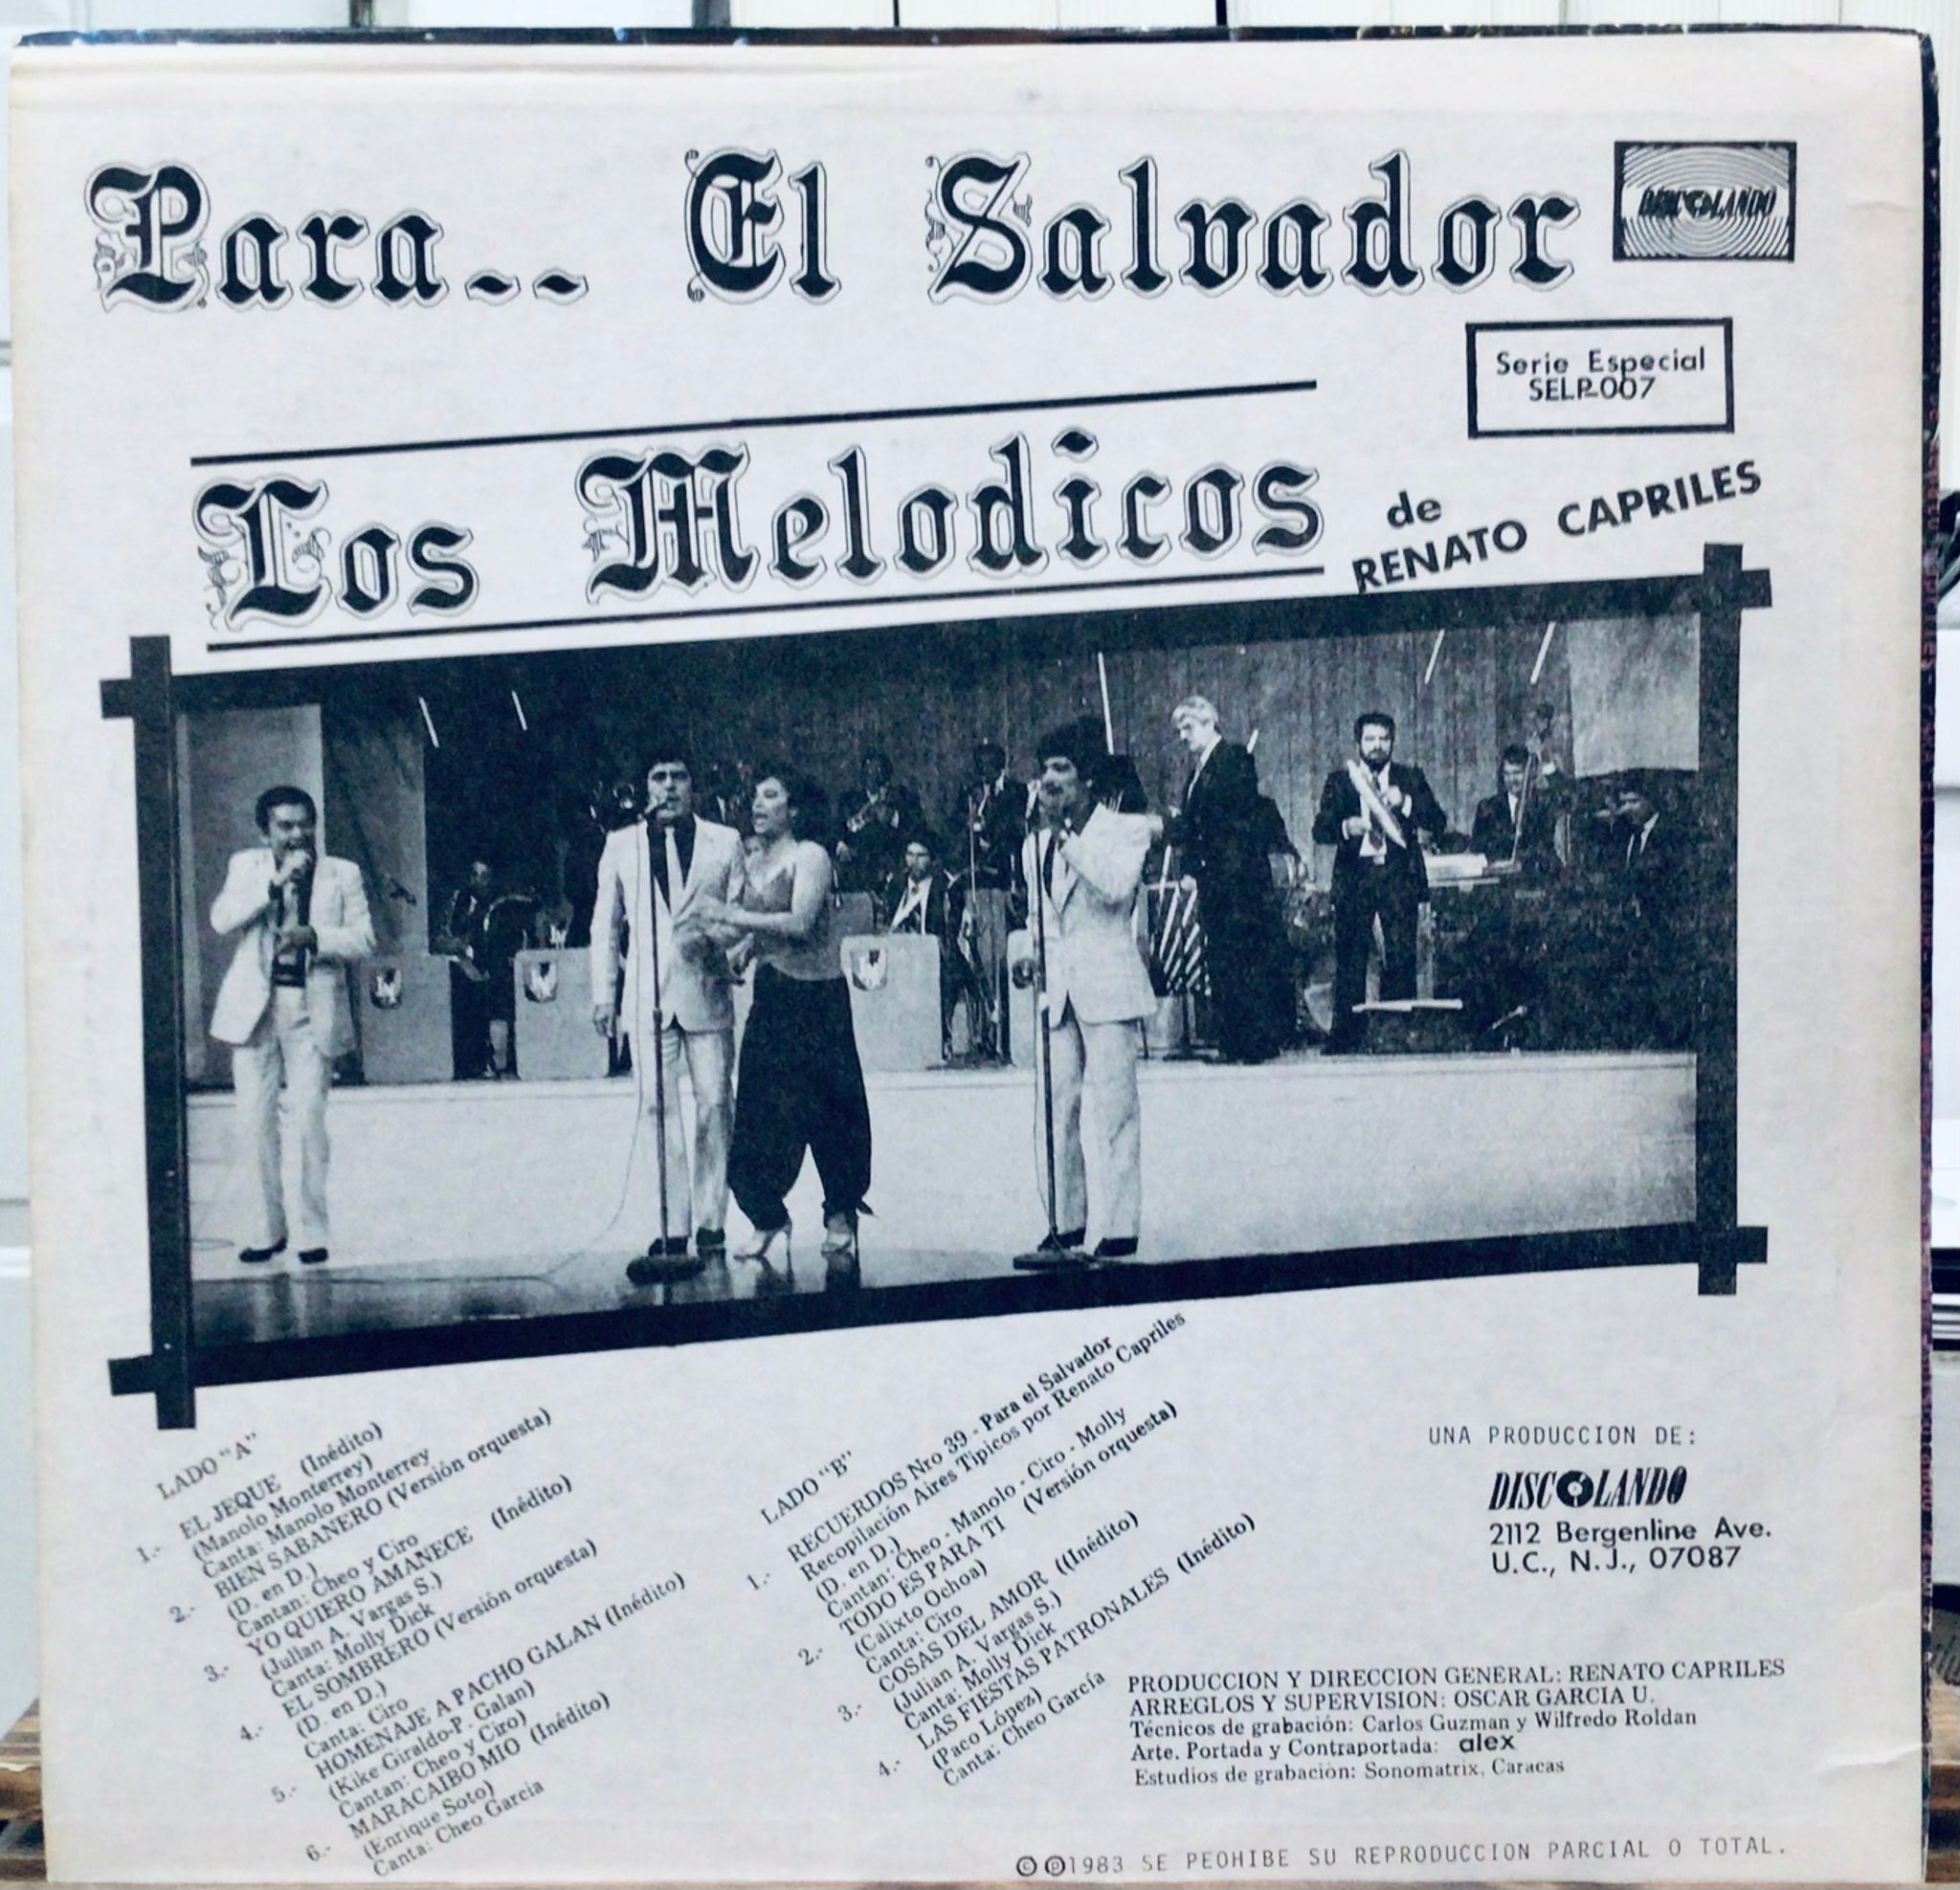 Para.. El Salvador
DISCOLANDO
Serie Especial
SELP-007
Los Melodicos
de
RENATO CAPRILES
LADO "A"
1.- EL JEQUE (Inédito)
(Manolo Monterrey)
Canta: Manolo Monterrey
2.- BIEN SABANERO (Versión orquesta)
(D. en D.)
Cantan: Cheo y Ciro
3.- YO QUIERO AMANECE (Inédito)
(Julian A. Vargas S.)
Canta: Molly Dick
4.- EL SOMBRERO (Versión orquesta)
(D. en D.)
Canta: Ciro
5.- HOMENAJE A PACHO GALAN (Inédito)
(Kike Giraldo-P. Galan)
Cantan: Cheo y Ciro)
6.- MARACAIBO MIO (Inédito)
(Enrique Soto)
Canta: Cheo García
LADO "B"
1.- RECUERDOS Nro 39 - Para el Salvador
Recopilación Aires Tipicos por Renato Capriles
(D. en D.)
Cantan: Cheo - Manolo - Ciro - Molly
2.- TODO ES PARA TI (Versión orquesta)
(Calixto Ochoa)
Canta: Ciro
3.- COSAS DEL AMOR ((Inédito)
(Julian A. Vargas S.)
Canta: Molly Dick
4.- LAS FIESTAS PATRONALES (Inédito)
(Paco López)
Canta: Cheo García
UNA PRODUCCION DE:
DISCOLANDO
2112 Bergenline Ave.
U.C., N.J., 07087
PRODUCCION Y DIRECCION GENERAL: RENATO CAPRILES
ARREGLOS Y SUPERVISION: OSCAR GARCIA U.
Técnicos de grabación: Carlos Guzman y Wilfredo Roldan
Arte. Portada y Contraportada: alex
Estudios de grabación: Sonomatrix, Caracas
© ℗1983 SE PEOHIBE SU REPRODUCCION PARCIAL O TOTAL.